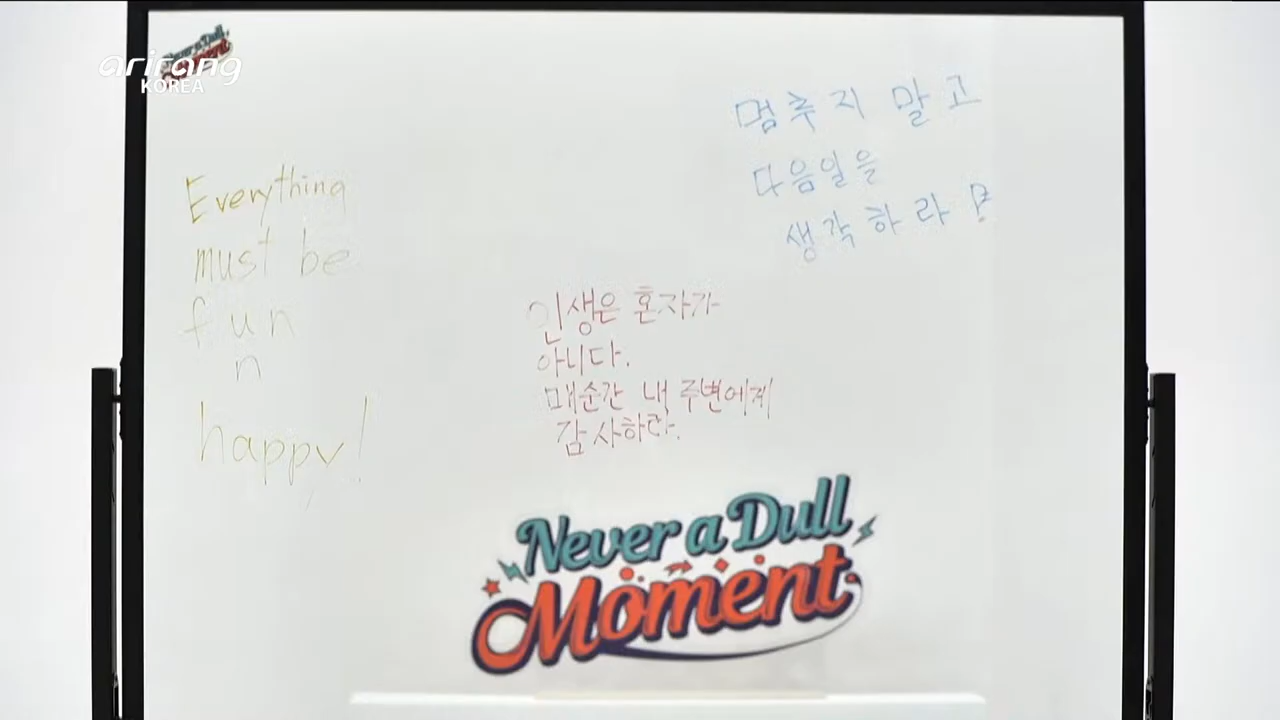 Never a Dull
Moment
arirang
KOREA
Everything
must be
fun
n
happy!
멈추지 말고
다음일을
생각하라!
인생은 혼자가
아니다.
매순간 내 주변에게
감사하라.
Never a Dull
Moment